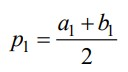 p₁ = (a₁ + b₁) / 2